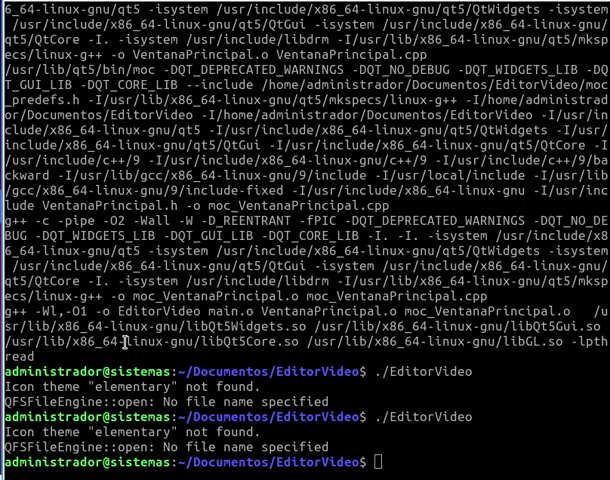 6_64-linux-gnu/qt5 -isystem /usr/include/x86_64-linux-gnu/qt5/QtWidgets -isystem
 /usr/include/x86_64-linux-gnu/qt5/QtGui -isystem /usr/include/x86_64-linux-gnu/
qt5/QtCore -I. -isystem /usr/include/libdrm -I/usr/lib/x86_64-linux-gnu/qt5/mksp
ecs/linux-g++ -o VentanaPrincipal.o VentanaPrincipal.cpp
/usr/lib/qt5/bin/moc -DQT_DEPRECATED_WARNINGS -DQT_NO_DEBUG -DQT_WIDGETS_LIB -DQ
T_GUI_LIB -DQT_CORE_LIB --include /home/administrador/Documentos/EditorVideo/moc
_predefs.h -I/usr/lib/x86_64-linux-gnu/qt5/mkspecs/linux-g++ -I/home/administrad
or/Documentos/EditorVideo -I/home/administrador/Documentos/EditorVideo -I/usr/in
clude/x86_64-linux-gnu/qt5 -I/usr/include/x86_64-linux-gnu/qt5/QtWidgets -I/usr/
include/x86_64-linux-gnu/qt5/QtGui -I/usr/include/x86_64-linux-gnu/qt5/QtCore -I
/usr/include/c++/9 -I/usr/include/x86_64-linux-gnu/c++/9 -I/usr/include/c++/9/ba
ckward -I/usr/lib/gcc/x86_64-linux-gnu/9/include -I/usr/local/include -I/usr/lib
/gcc/x86_64-linux-gnu/9/include-fixed -I/usr/include/x86_64-linux-gnu -I/usr/inc
lude VentanaPrincipal.h -o moc_VentanaPrincipal.cpp
g++ -c -pipe -O2 -Wall -W -D_REENTRANT -fPIC -DQT_DEPRECATED_WARNINGS -DQT_NO_DE
BUG -DQT_WIDGETS_LIB -DQT_GUI_LIB -DQT_CORE_LIB -I. -I. -isystem /usr/include/x8
6_64-linux-gnu/qt5 -isystem /usr/include/x86_64-linux-gnu/qt5/QtWidgets -isystem
 /usr/include/x86_64-linux-gnu/qt5/QtGui -isystem /usr/include/x86_64-linux-gnu/
qt5/QtCore -I. -isystem /usr/include/libdrm -I/usr/lib/x86_64-linux-gnu/qt5/mksp
ecs/linux-g++ -o moc_VentanaPrincipal.o moc_VentanaPrincipal.cpp
g++ -Wl,-O1 -o EditorVideo main.o VentanaPrincipal.o moc_VentanaPrincipal.o   /u
sr/lib/x86_64-linux-gnu/libQt5Widgets.so /usr/lib/x86_64-linux-gnu/libQt5Gui.so
/usr/lib/x86_64-linux-gnu/libQt5Core.so /usr/lib/x86_64-linux-gnu/libGL.so -lpth
read
administrador@sistemas:~/Documentos/EditorVideo$ ./EditorVideo
Icon theme "elementary" not found.
QFSFileEngine::open: No file name specified
administrador@sistemas:~/Documentos/EditorVideo$ ./EditorVideo
Icon theme "elementary" not found.
QFSFileEngine::open: No file name specified
administrador@sistemas:~/Documentos/EditorVideo$